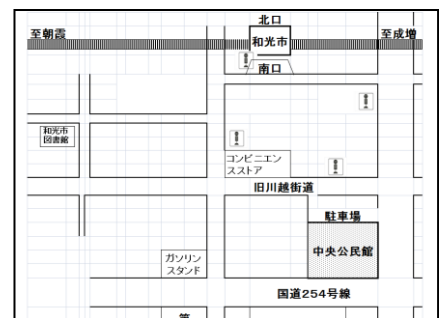 北口
至朝霞
和光市
至成増
南口
和光市
図書館
コンビニエン
スストア
旧川越街道
駐車場
中央公民館
ガソリン
スタンド
国道254号線